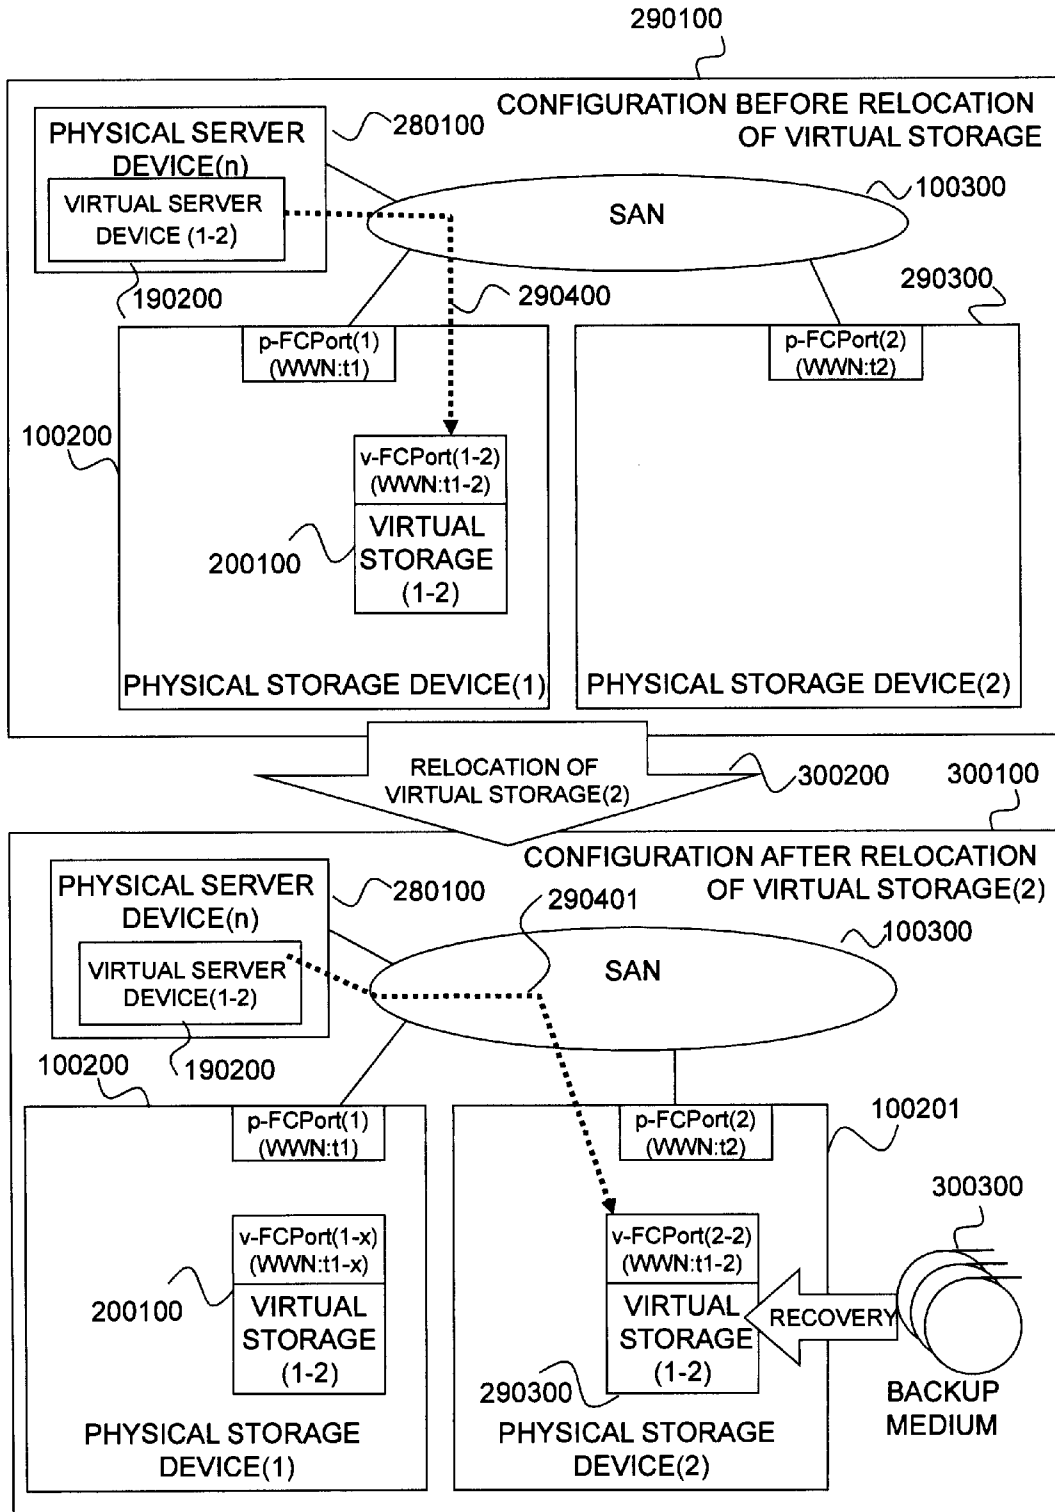 290100
CONFIGURATION BEFORE RELOCATION
OF VIRTUAL STORAGE
PHYSICAL SERVER
DEVICE(n)
280100
VIRTUAL SERVER
DEVICE (1-2)
SAN
100300
190200
290400
290300
p-FCPort(1)
(WWN:t1)
p-FCPort(2)
(WWN:t2)
100200
v-FCPort(1-2)
(WWN:t1-2)
VIRTUAL
STORAGE
(1-2)
200100
PHYSICAL STORAGE DEVICE(1)
PHYSICAL STORAGE DEVICE(2)
RELOCATION OF
VIRTUAL STORAGE(2)
300200
300100
CONFIGURATION AFTER RELOCATION
OF VIRTUAL STORAGE(2)
PHYSICAL SERVER
DEVICE(n)
280100
290401
VIRTUAL SERVER
DEVICE(1-2)
SAN
100300
190200
100200
p-FCPort(1)
(WWN:t1)
p-FCPort(2)
(WWN:t2)
100201
300300
v-FCPort(1-x)
(WWN:t1-x)
VIRTUAL
STORAGE
(1-2)
200100
v-FCPort(2-2)
(WWN:t1-2)
VIRTUAL
STORAGE
(1-2)
RECOVERY
290300
BACKUP
MEDIUM
PHYSICAL STORAGE
DEVICE(1)
PHYSICAL STORAGE
DEVICE(2)